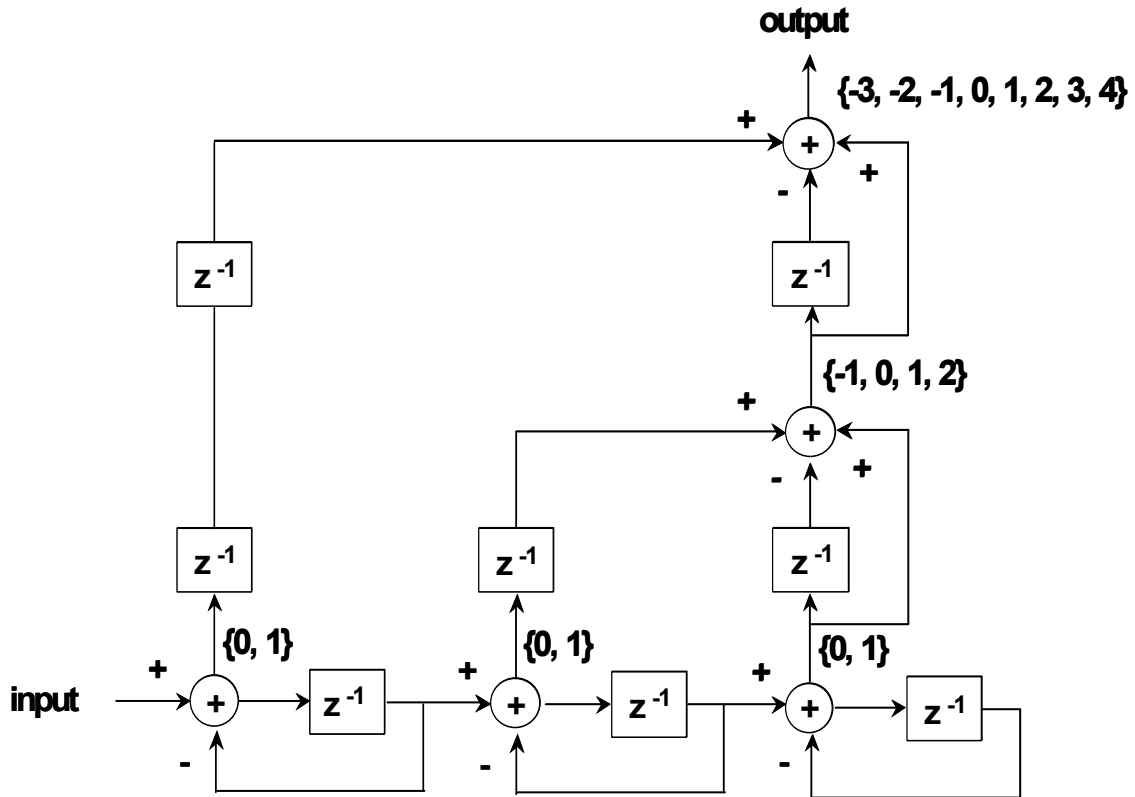 output
{-3, -2, -1, 0, 1, 2, 3, 4}
+
+
+
-
z⁻¹
z⁻¹
{-1, 0, 1, 2}
+
+
+
-
z⁻¹
z⁻¹
z⁻¹
{0, 1}
{0, 1}
{0, 1}
+
+
+
input
+
z⁻¹
+
z⁻¹
+
z⁻¹
-
-
-